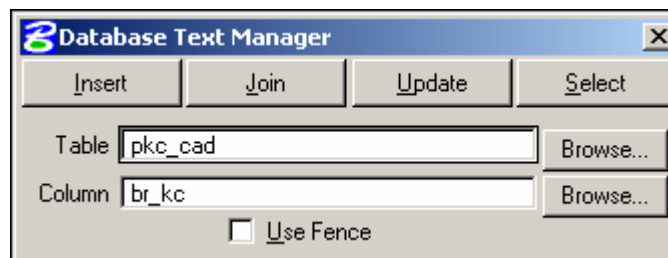 Database Text Manager
Insert Join Update Select
Table pkc_cad Browse...
Column br_kc Browse...
Use Fence